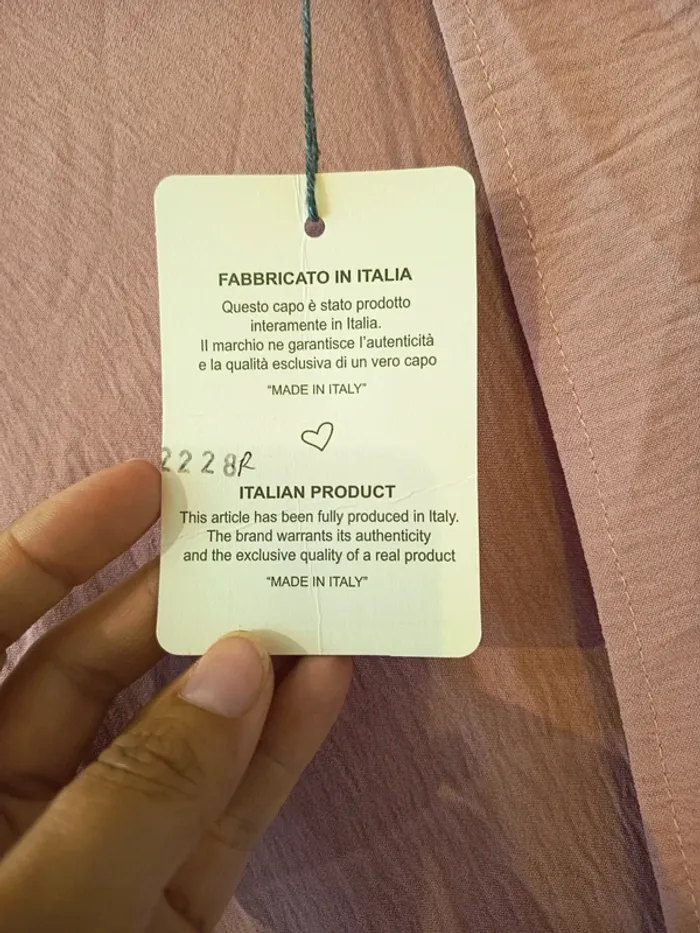 FABBRICATO IN ITALIA
Questo capo è stato prodotto
interamente in Italia.
Il marchio ne garantisce l'autenticità
e la qualità esclusiva di un vero capo
"MADE IN ITALY"
2228R
ITALIAN PRODUCT
This article has been fully produced in Italy.
The brand warrants its authenticity
and the exclusive quality of a real product
"MADE IN ITALY"